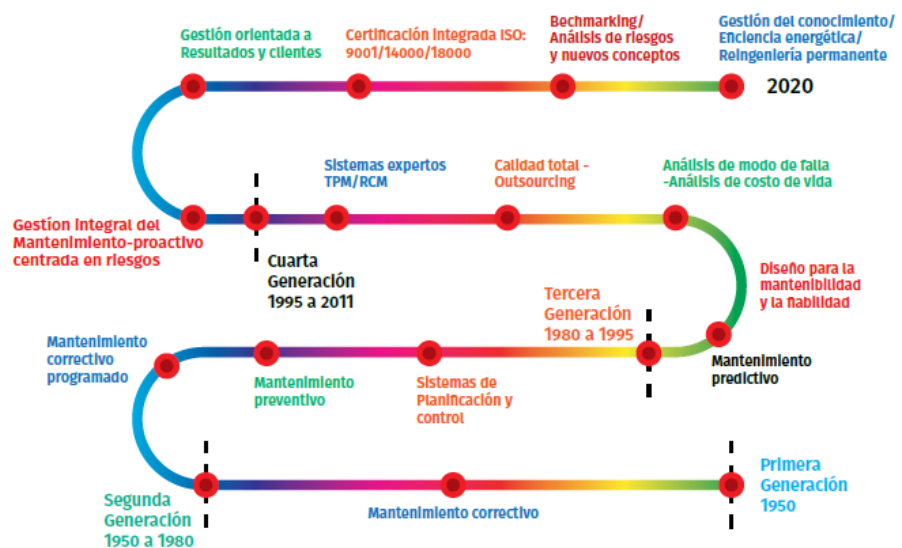 Gestión orientada a
Resultados y clientes
Certificación Integrada ISO:
9001/14000/18000
Bechmarking/
Análisis de riesgos
y nuevos conceptos
Gestión del conocimiento/
Eficiencia energética/
Reingeniería permanente
2020
Sistemas expertos
TPM/RCM
Calidad total -
Outsourcing
Análisis de modo de falla
-Análisis de costo de vida
Gestíon integral del
Mantenimiento-proactivo
centrada en riesgos
Cuarta
Generación
1995 a 2011
Diseño para la
mantenibilidad
y la fiabilidad
Tercera
Generación
1980 a 1995
Mantenimiento
correctivo
programado
Mantenimiento
preventivo
Sistemas de
Planificación y
control
Mantenimiento
predictivo
Segunda
Generación
1950 a 1980
Mantenimiento correctivo
Primera
Generación
1950